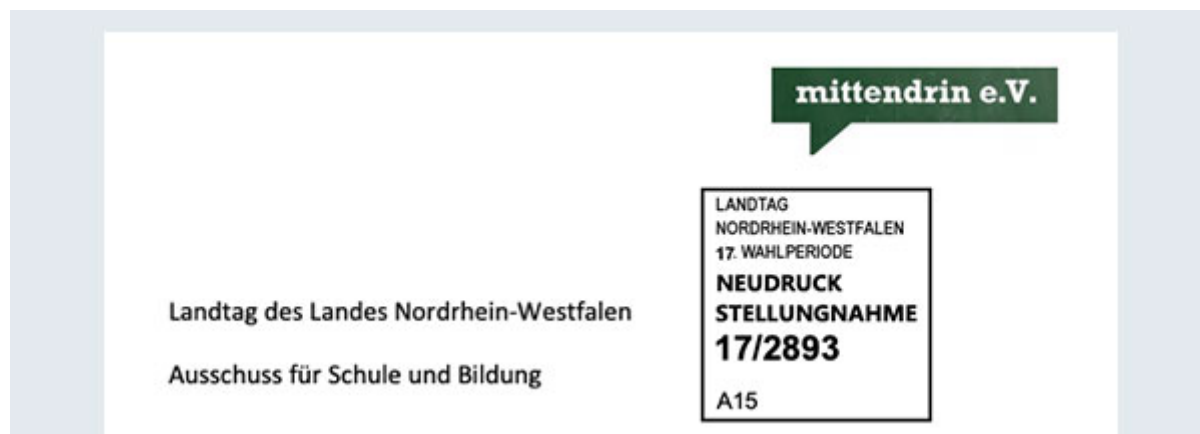 mittendrin e.V.
LANDTAG
NORDRHEIN-WESTFALEN
17. WAHLPERIODE
NEUDRUCK
STELLUNGNAHME
17/2893
A15
Landtag des Landes Nordrhein-Westfalen
Ausschuss für Schule und Bildung